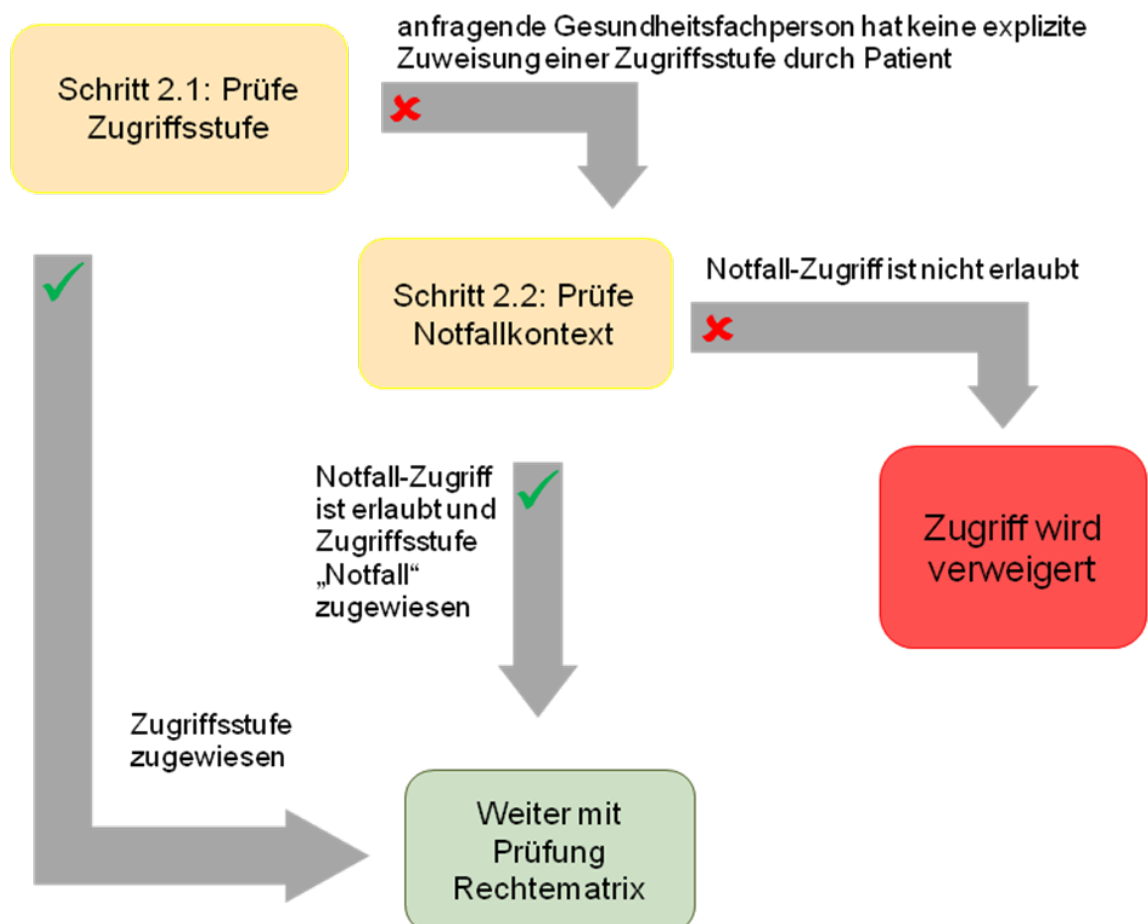 anfragende Gesundheitsfachperson hat keine explizite
Zuweisung einer Zugriffsstufe durch Patient
Schritt 2.1: Prüfe
Zugriffsstufe
Schritt 2.2: Prüfe
Notfallkontext
Notfall-Zugriff ist nicht erlaubt
Notfall-Zugriff
ist erlaubt und
Zugriffsstufe
„Notfall“
zugewiesen
Zugriff wird
verweigert
Zugriffsstufe
zugewiesen
Weiter mit
Prüfung
Rechtematrix